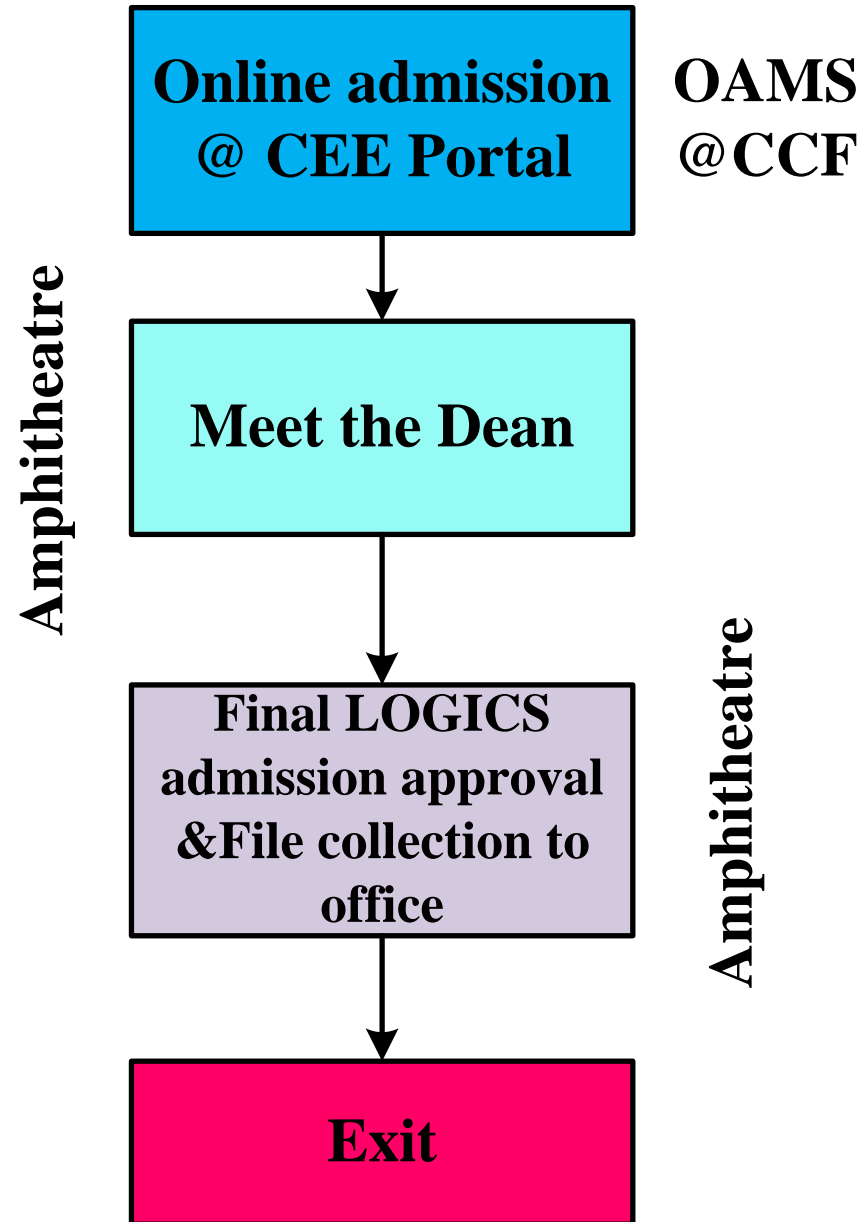 Online admission
@ CEE Portal
OAMS
@CCF
Amphitheatre
Meet the Dean
Final LOGICS
admission approval
&File collection to
office
Amphitheatre
Exit